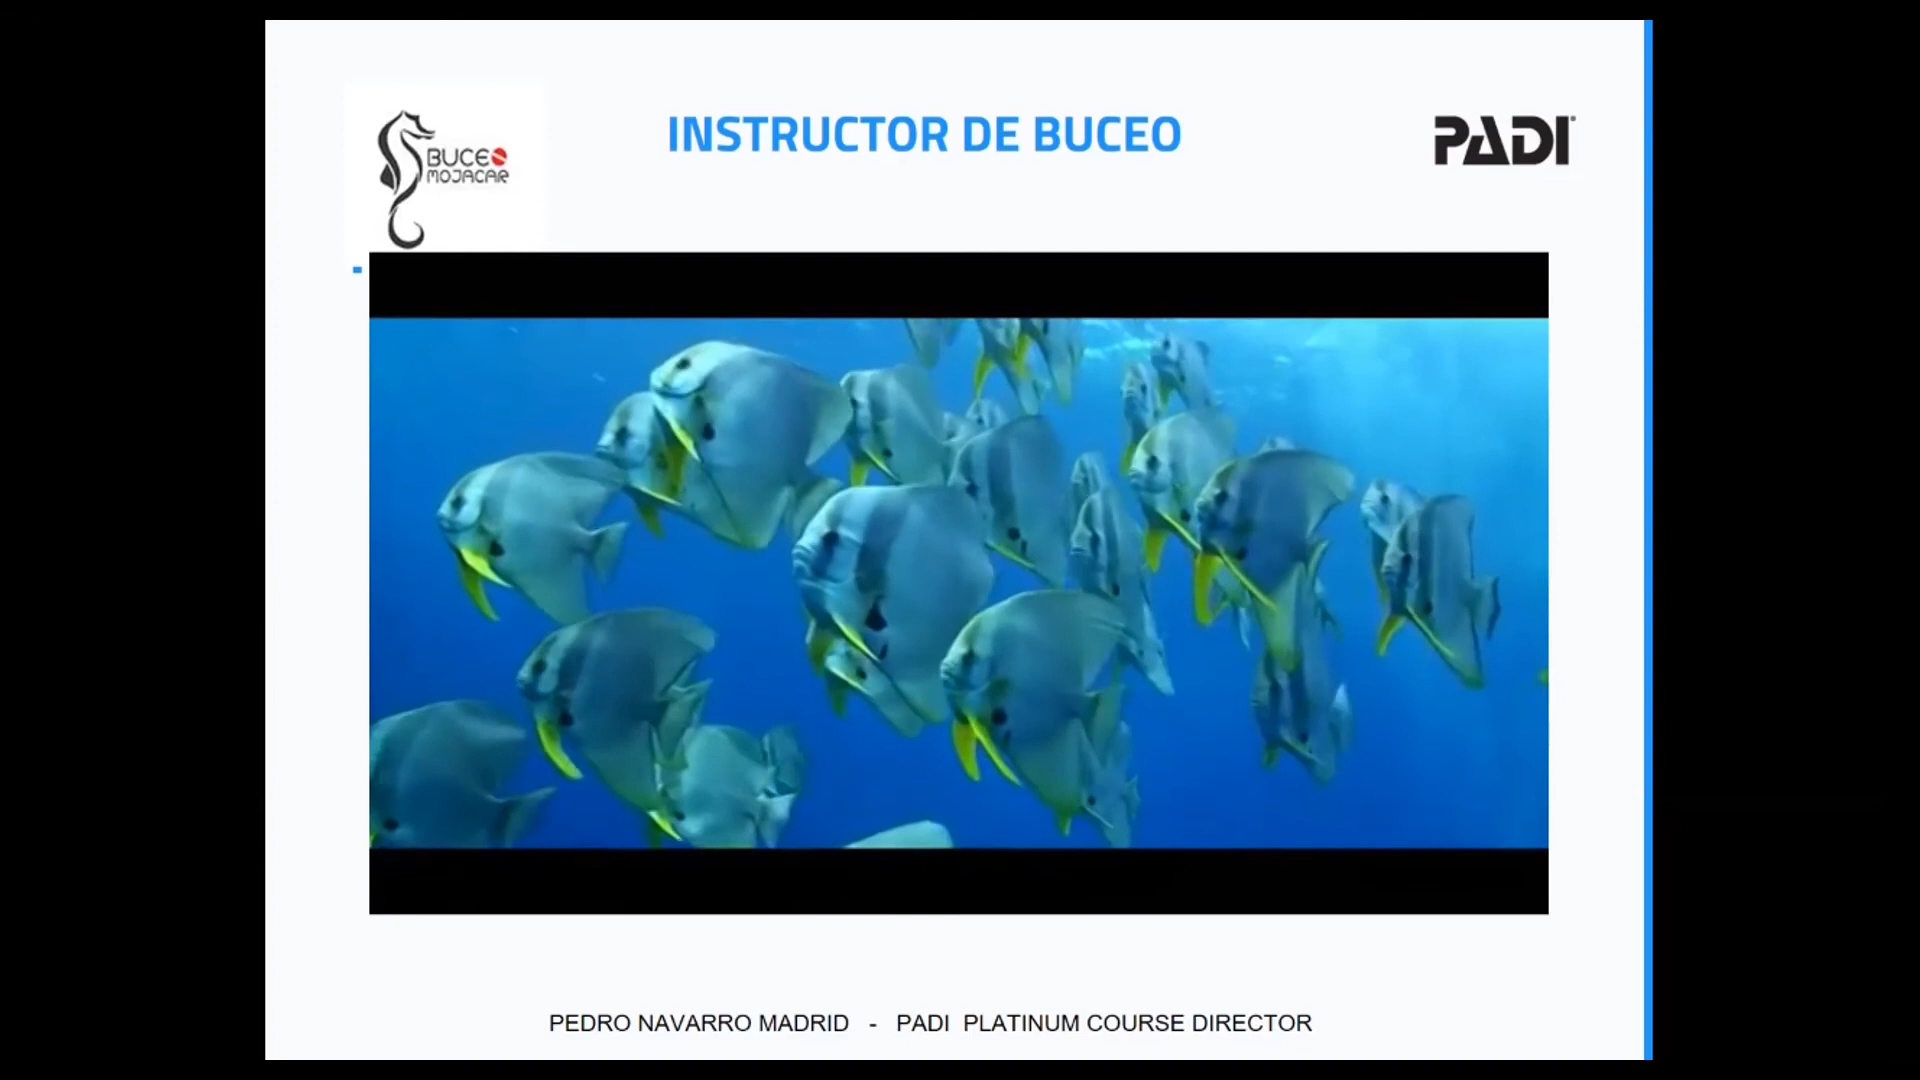 INSTRUCTOR DE BUCEO
BUCEO
MOJACAR
PADI
PEDRO NAVARRO MADRID - PADI PLATINUM COURSE DIRECTOR